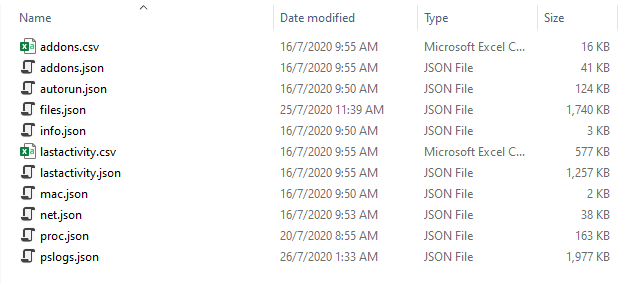 Name Date modified Type Size
addons.csv 16/7/2020 9:55 AM Microsoft Excel C... 16 KB
addons.json 16/7/2020 9:55 AM JSON File 41 KB
autorun.json 16/7/2020 9:50 AM JSON File 124 KB
files.json 25/7/2020 11:39 AM JSON File 1,740 KB
info.json 16/7/2020 9:50 AM JSON File 3 KB
lastactivity.csv 16/7/2020 9:55 AM Microsoft Excel C... 577 KB
lastactivity.json 16/7/2020 9:55 AM JSON File 1,257 KB
mac.json 16/7/2020 9:50 AM JSON File 2 KB
net.json 16/7/2020 9:53 AM JSON File 38 KB
proc.json 20/7/2020 8:55 AM JSON File 163 KB
pslogs.json 26/7/2020 1:33 AM JSON File 1,977 KB